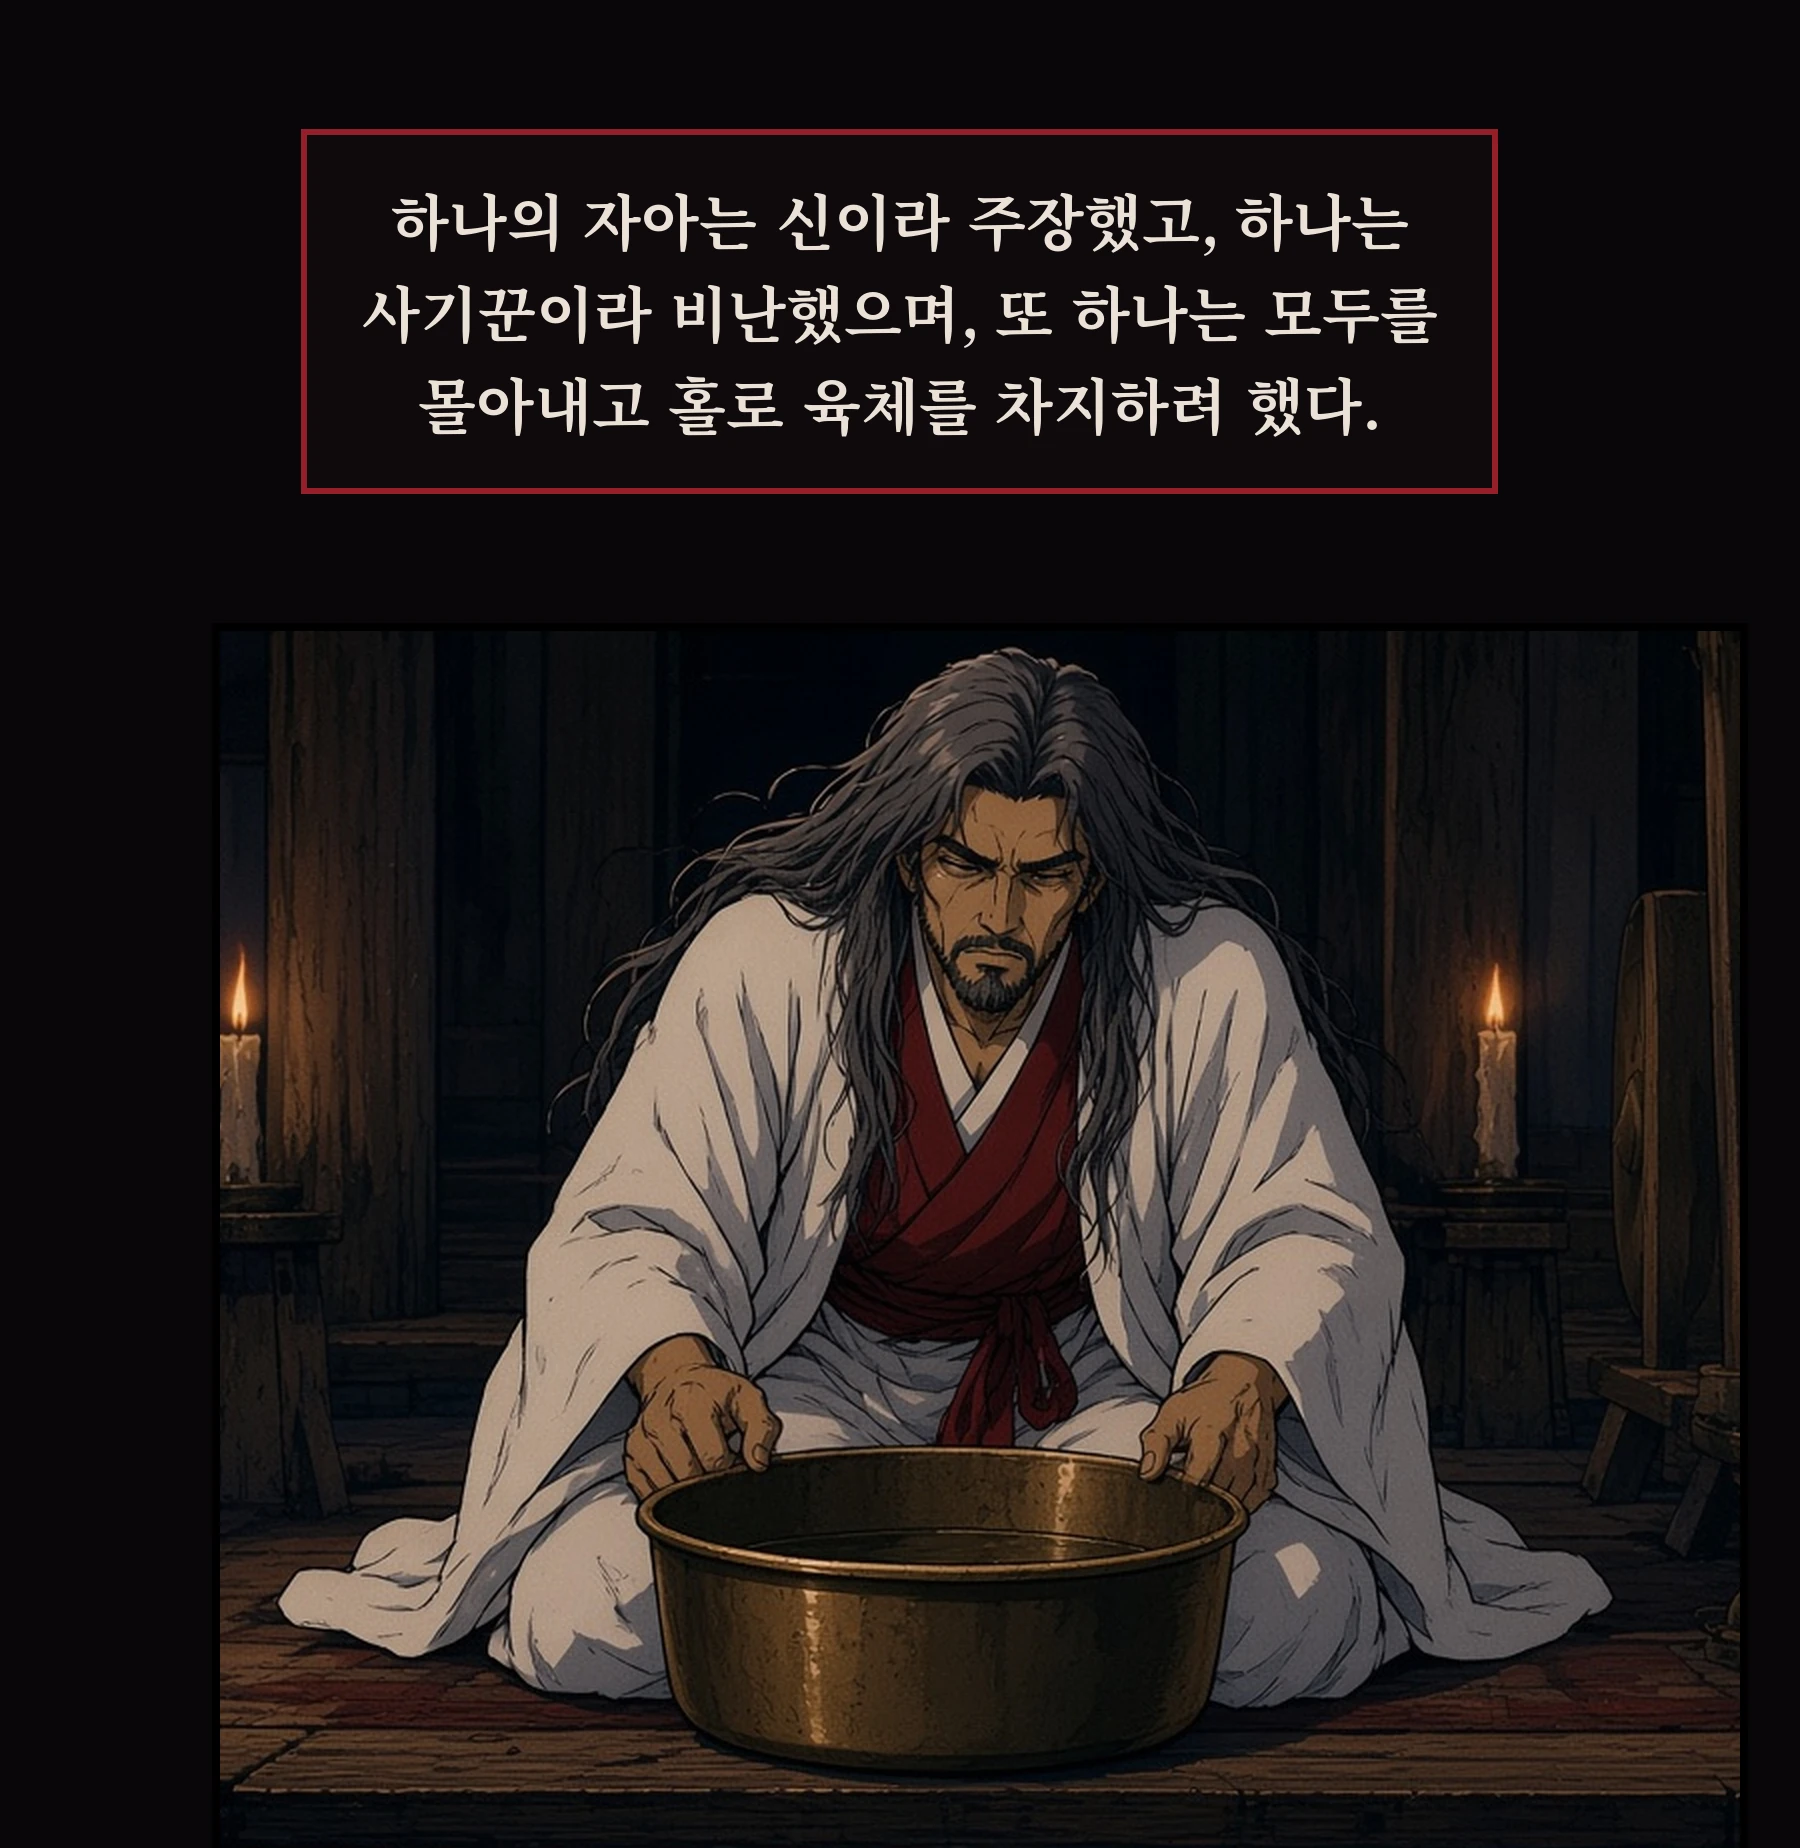 하나의 자아는 신이라 주장했고, 하나는
사기꾼이라 비난했으며, 또 하나는 모두를
몰아내고 홀로 육체를 차지하려 했다.